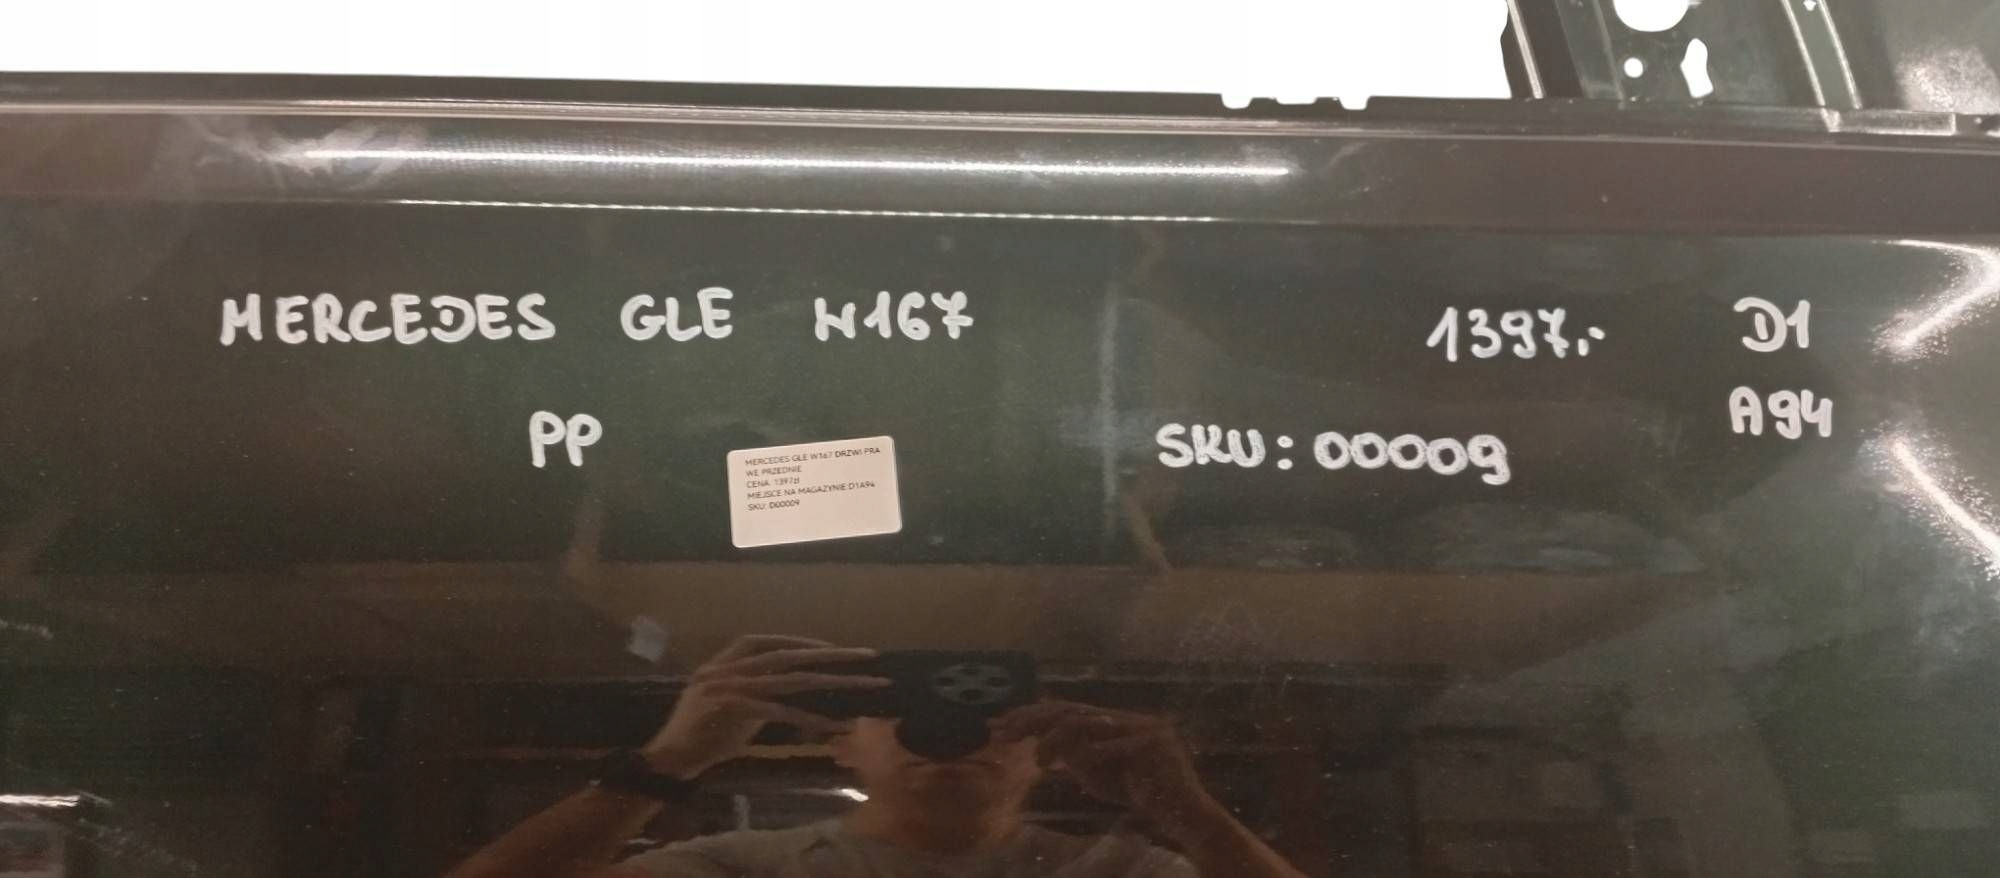 MERCEDES GLE W167 1397.- D1
PP SKU: 00009 A94
MERCEDES GLE W167 DRZWI PRA
WE PRZEDNIE
CENA: 1397zł
MIEJSCE NA MAGAZYNIE D1A94
SKU: D00009